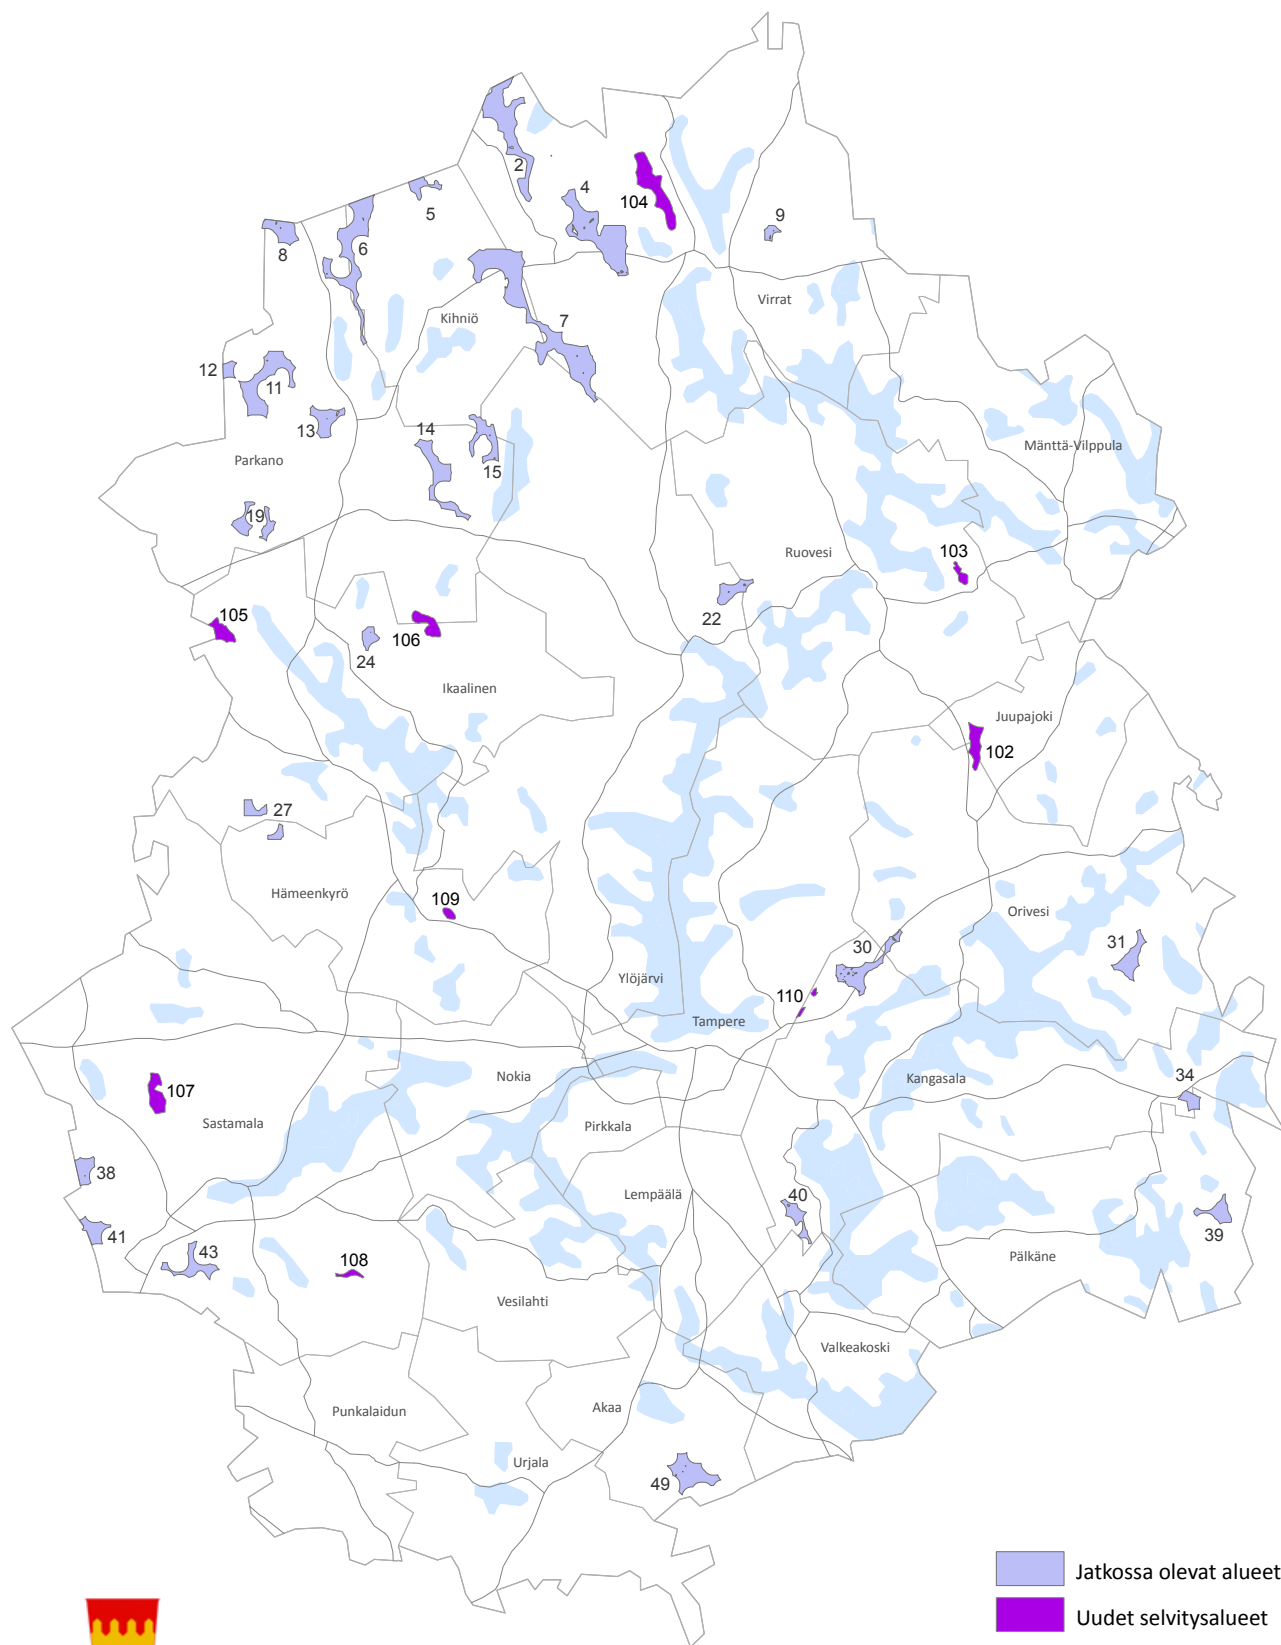 2
4
104
5
9
8
6
Virrat
Kihniö
7
12
11
13
14
Mänttä-Vilppula
Parkano
15
19
Ruovesi
103
105
22
106
24
Ikaalinen
Juupajoki
102
27
Hämeenkyrö
109
Orivesi
30
31
Ylöjärvi
110
Tampere
34
Nokia
Kangasala
107
Sastamala
Pirkkala
38
Lempäälä
40
41
39
43
108
Pälkäne
Vesilahti
Valkeakoski
Akaa
Punkalaidun
Urjala
49
Jatkossa olevat alueet
Uudet selvitysalueet